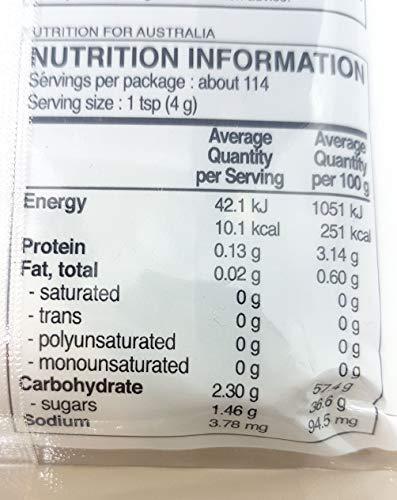 UTRITION FOR AUSTRALIA
NUTRITION INFORMATION
Servings per package : about 114
Serving size : 1 tsp (4 g)
Average Quantity per Serving Average Quantity per 100 g
Energy 42.1 kJ 1051 kJ
10.1 kcal 251 kcal
Protein 0.13 g 3.14 g
Fat, total 0.02 g 0.60 g
- saturated 0 g 0 g
- trans 0 g 0 g
- polyunsaturated 0 g 0 g
- monounsaturated 0 g 0 g
Carbohydrate 2.30 g 57.4 g
- sugars 1.46 g 36.6 g
Sodium 3.78 mg 94.5 mg